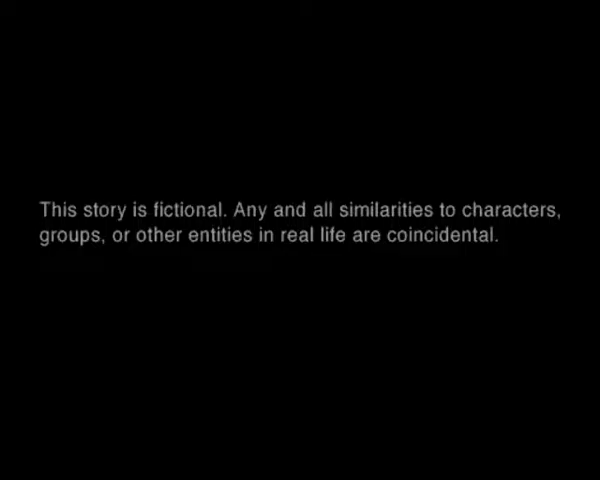 This story is fictional. Any and all similarities to characters,
groups, or other entities in real life are coincidental.